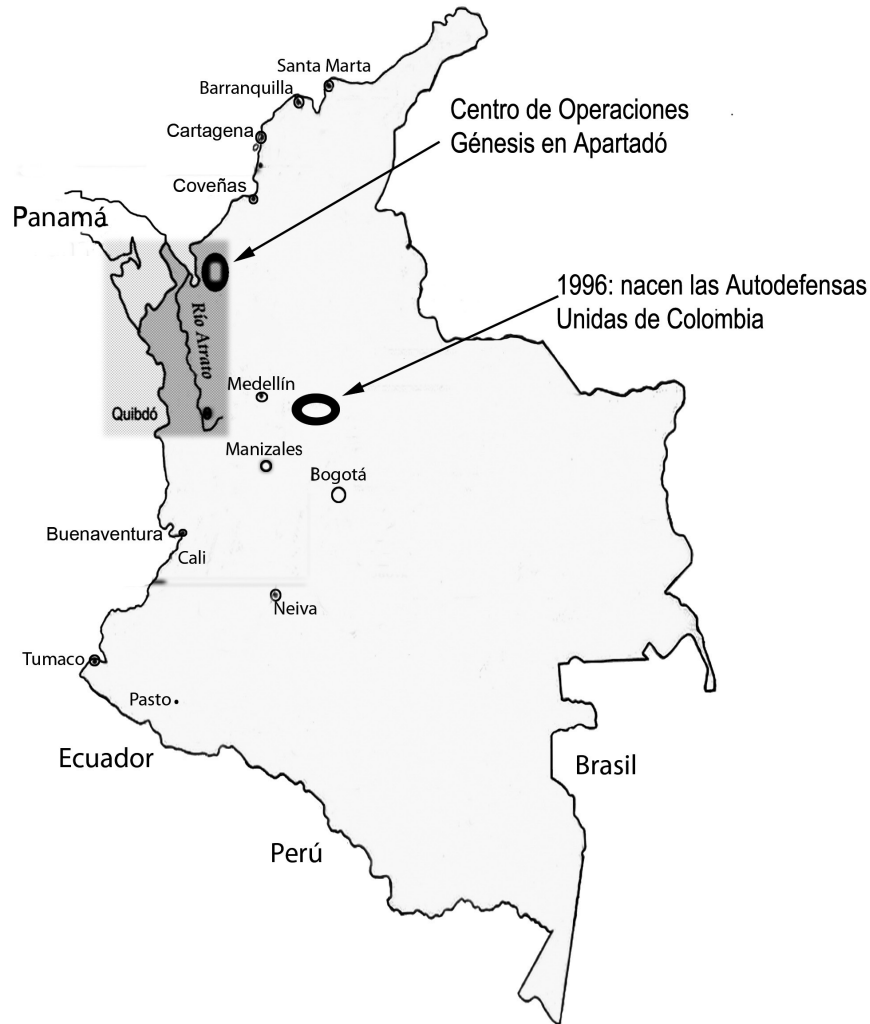 Santa Marta
Barranquilla
Centro de Operaciones
Génesis en Apartadó
Cartagena
Coveñas
Panamá
1996: nacen las Autodefensas
Unidas de Colombia
Río Atrato
Medellín
Quibdó
Manizales
Bogotá
Buenaventura
Cali
Neiva
Tumaco
Pasto
Ecuador
Brasil
Perú